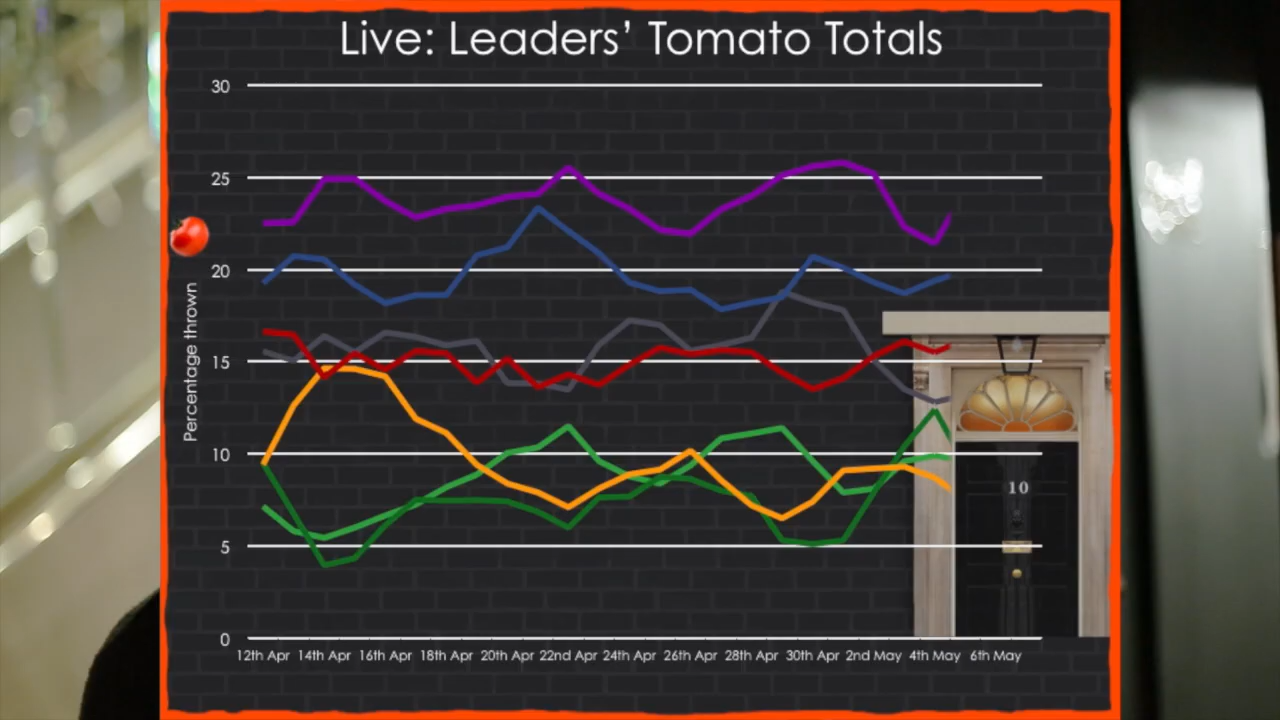 Live: Leaders’ Tomato Totals
30
25
20
15
10
5
0
Percentage thrown
10
12th Apr 14th Apr 16th Apr 18th Apr 20th Apr 22nd Apr 24th Apr 26th Apr 28th Apr 30th Apr 2nd May 4th May 6th May